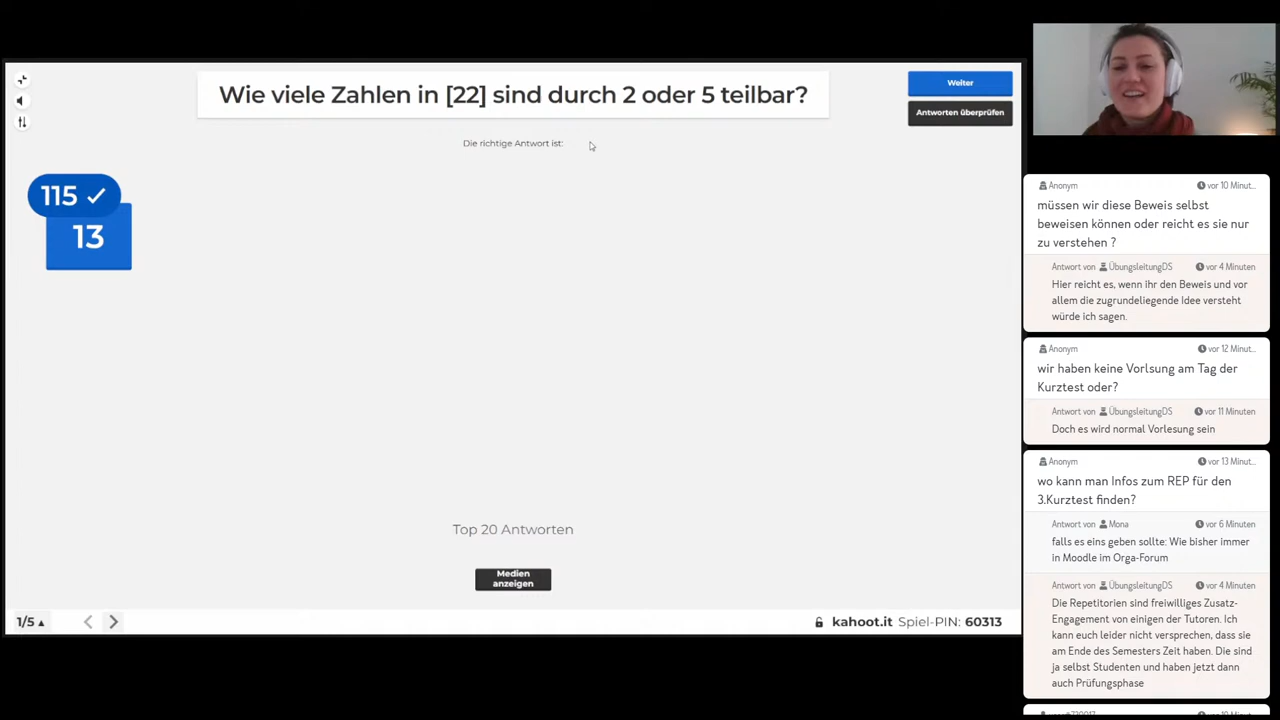 Wie viele Zahlen in [22] sind durch 2 oder 5 teilbar?
Weiter
Antworten überprüfen
Die richtige Antwort ist:
115 ✓
13
Top 20 Antworten
Medien
anzeigen
1/5 ▲
kahoot.it Spiel-PIN: 60313
Anonym vor 10 Minut...
müssen wir diese Beweis selbst
beweisen können oder reicht es sie nur
zu verstehen ?
Antwort von ÜbungsleitungDS vor 4 Minuten
Hier reicht es, wenn ihr den Beweis und vor
allem die zugrundeliegende Idee versteht
würde ich sagen.
Anonym vor 12 Minut...
wir haben keine Vorlsung am Tag der
Kurztest oder?
Antwort von ÜbungsleitungDS vor 11 Minuten
Doch es wird normal Vorlesung sein
Anonym vor 13 Minut...
wo kann man Infos zum REP für den
3.Kurztest finden?
Antwort von Mona vor 6 Minuten
falls es eins geben sollte: Wie bisher immer
in Moodle im Orga-Forum
Antwort von ÜbungsleitungDS vor 4 Minuten
Die Repetitorien sind freiwilliges Zusatz-
Engagement von einigen der Tutoren. Ich
kann euch leider nicht versprechen, dass sie
am Ende des Semesters Zeit haben. Die sind
ja selbst Studenten und haben jetzt dann
auch Prüfungsphase